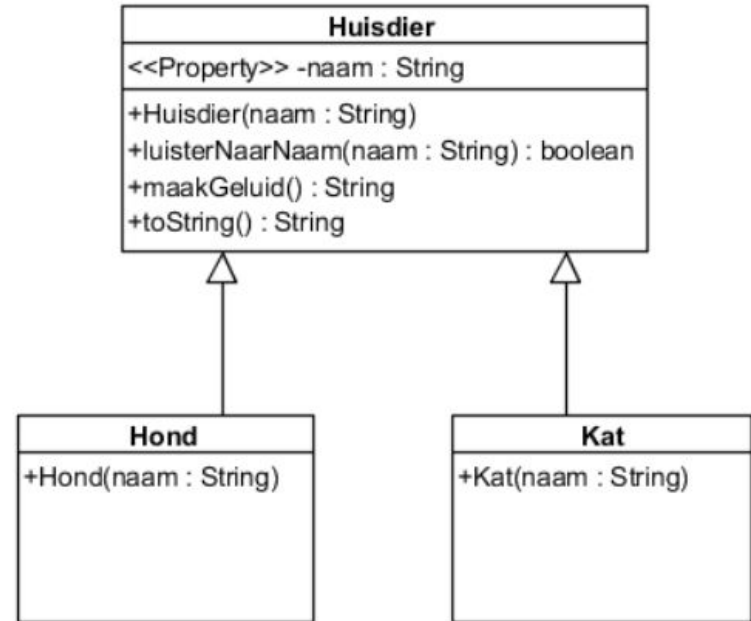 Huisdier
<<Property>> -naam : String
+Huisdier(naam : String)
+luisterNaarNaam(naam : String) : boolean
+maakGeluid() : String
+toString() : String
Hond
+Hond(naam : String)
Kat
+Kat(naam : String)